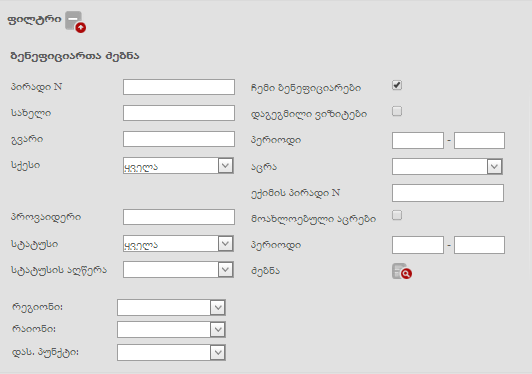 ფილტრი
ბენეფიციართა ძებნა
პირადი N
ჩემი ბენეფიციარები
სახელი
დაგეგმილი ვიზიტები
გვარი
პერიოდი -
სქესი ყველა
აცრა
ექიმის პირადი N
პროვაიდერი
მოახლოებული აცრები
სტატუსი ყველა
პერიოდი -
სტატუსის აღწერა
ძებნა
რეგიონი:
რაიონი:
დას. პუნქტი: